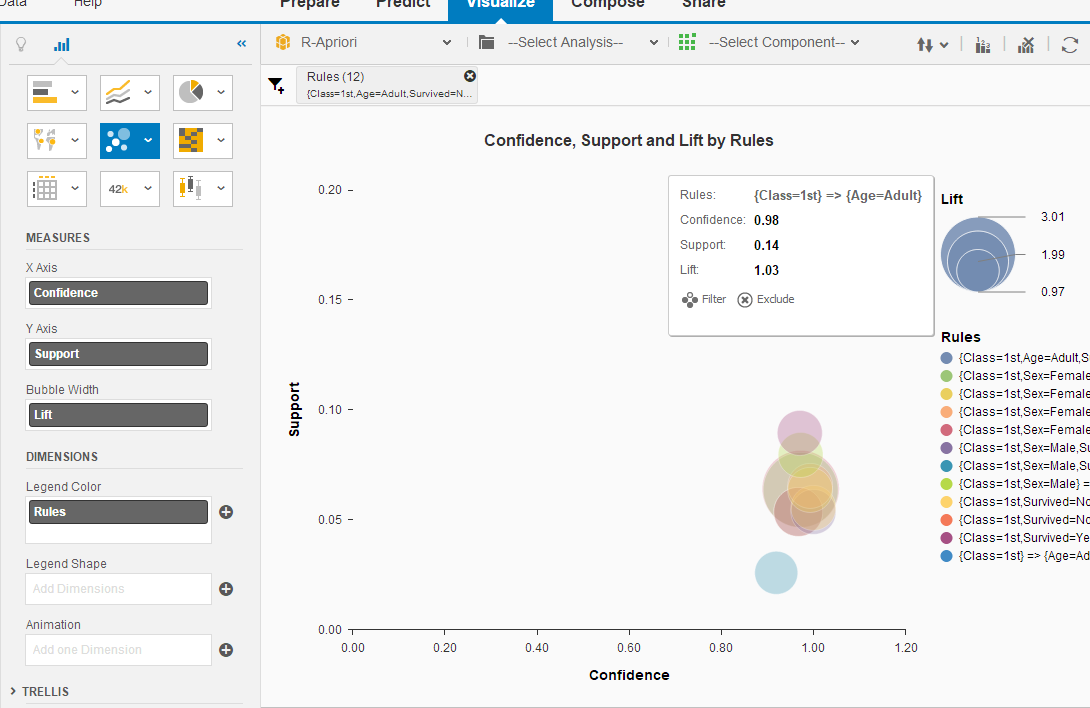 Data
Help
Prepare
Predict
Visualize
Compose
Share
R-Apriori
--Select Analysis--
--Select Component--
Rules (12)
{Class=1st,Age=Adult,Survived=N...
42k
MEASURES
X Axis
Confidence
Y Axis
Support
Bubble Width
Lift
DIMENSIONS
Legend Color
Rules
Legend Shape
Add Dimensions
Animation
Add one Dimension
TRELLIS
Confidence, Support and Lift by Rules
0.20
0.15
0.10
0.05
0.00
Support
0.00
0.20
0.40
0.60
0.80
1.00
1.20
Confidence
Rules: {Class=1st} => {Age=Adult}
Confidence: 0.98
Support: 0.14
Lift: 1.03
Filter
Exclude
Lift
3.01
1.99
0.97
Rules
{Class=1st,Age=Adult,S
{Class=1st,Sex=Female
{Class=1st,Sex=Female
{Class=1st,Sex=Female
{Class=1st,Sex=Female
{Class=1st,Sex=Male,Su
{Class=1st,Sex=Male,Su
{Class=1st,Sex=Male} =
{Class=1st,Survived=No
{Class=1st,Survived=No
{Class=1st,Survived=Ye
{Class=1st} => {Age=Ad